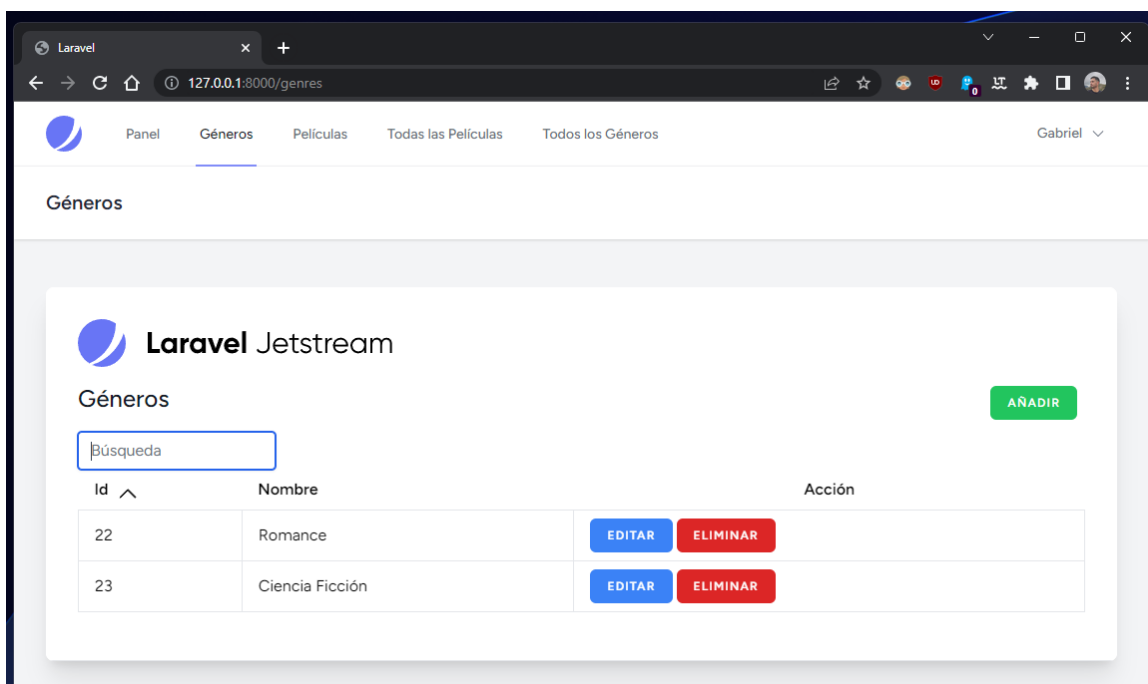 Laravel
127.0.0.1:8000/genres
0
Panel Géneros Películas Todas las Películas Todos los Géneros Gabriel
Géneros
Laravel Jetstream
Géneros
AÑADIR
Búsqueda
Id Nombre Acción
22 Romance EDITAR ELIMINAR
23 Ciencia Ficción EDITAR ELIMINAR